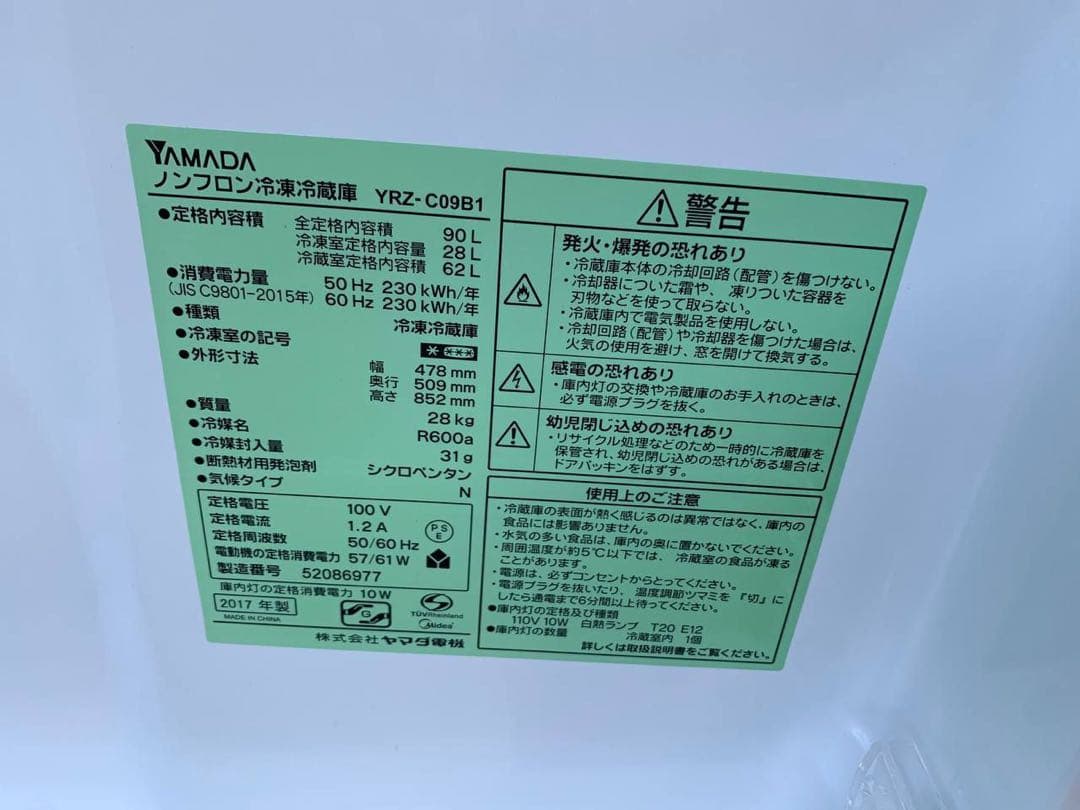 YAMADA
ノンフロン冷凍冷蔵庫 YRZ-C09B1
●定格内容積 全定格内容積 90 L
冷凍室定格内容量 28 L
冷蔵室定格内容積 62 L
●消費電力量 50 Hz 230 kWh/年
(JIS C9801-2015年) 60 Hz 230 kWh/年
●種類 冷凍冷蔵庫
●冷凍室の記号
●外形寸法 幅 478 mm
奥行 509 mm
高さ 852 mm
●質量 28 kg
●冷媒名 R600a
●冷媒封入量 31 g
●断熱材用発泡剤 シクロペンタン
●気候タイプ N
定格電圧 100 V
定格電流 1.2 A
定格周波数 50/60 Hz
電動機の定格消費電力 57/61 W
製造番号 52086977
PS
E
庫内灯の定格消費電力 10 W
2017 年製
MADE IN CHINA
G
TÜVRheinland
Midea
株式会社ヤマダ電機
警告
発火・爆発の恐れあり
・冷蔵庫本体の冷却回路(配管)を傷つけない。
・冷却器についた霜や、凍りついた容器を
刃物などを使って取らない。
・冷蔵庫内で電気製品を使用しない。
・冷却回路(配管)や冷却器を傷つけた場合は、
火気の使用を避け、窓を開けて換気する。
感電の恐れあり
・庫内灯の交換や冷蔵庫のお手入れのときは、
必ず電源プラグを抜く。
幼児閉じ込めの恐れあり
・リサイクル処理などのため一時的に冷蔵庫を
保管され、幼児閉じ込めの恐れがある場合は、
ドアパッキンをはずす。
使用上のご注意
・冷蔵庫の表面が熱く感じるのは異常ではなく、庫内の
食品には影響ありません。
・水気の多い食品は、庫内の奥に置かないでください。
・周囲温度が約5℃以下では、冷蔵室の食品が凍る
ことがあります。
・電源は、必ずコンセントからとってください。
・電源プラグを抜いたり、温度調節ツマミを『切』に
したら通電まで6分間以上待ってください。
●庫内灯の定格及び種類
110V 10W 白熱ランプ T20 E12
●庫内灯の数量 冷蔵室内 1個
詳しくは取扱説明書をご覧ください。